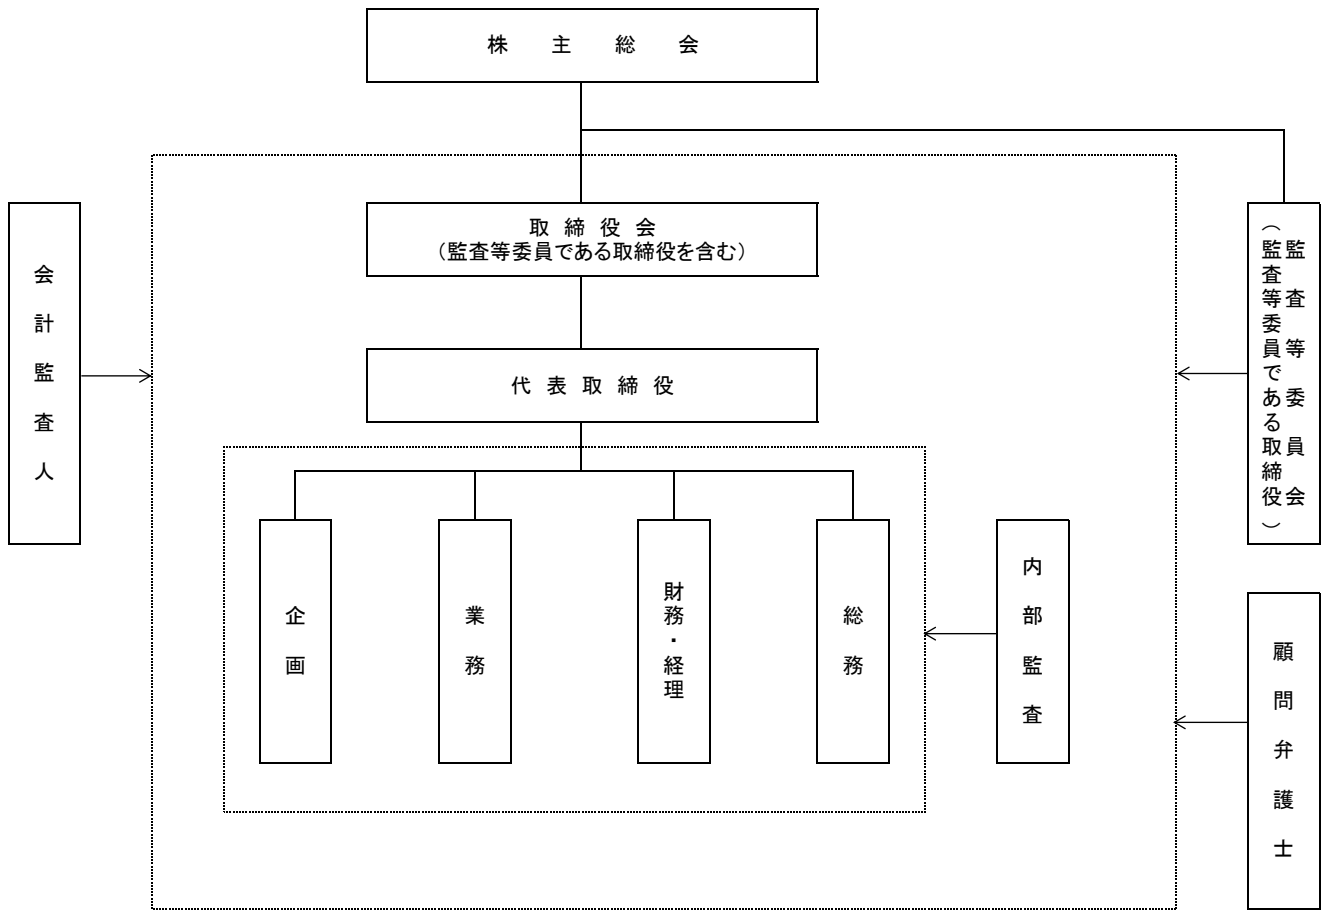 株主総会
取締役会
（監査等委員である取締役を含む）
代表取締役
会計監査人
監査等委員会
（監査等委員である取締役）
企画
業務
財務・経理
総務
内部監査
顧問弁護士